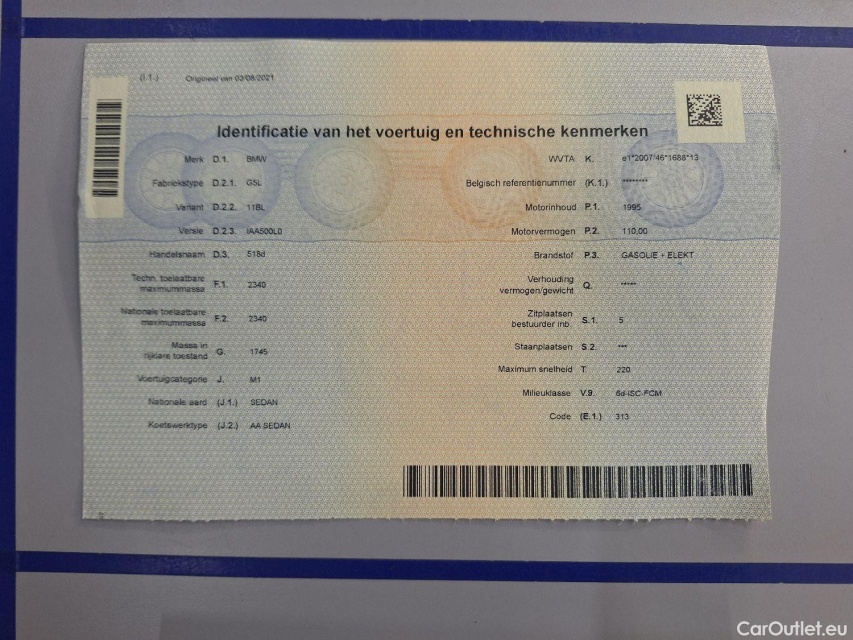 (I.1.) Origineel van 03/08/2021
Identificatie van het voertuig en technische kenmerken
Merk D.1. BMW
Fabriekstype D.2.1. G5L
Variant D.2.2. 11BL
Versie D.2.3. IAA500L0
Handelsnaam D.3. 518d
Techn. toelaatbare
maximummassa F.1. 2340
Nationale toelaatbare
maximummassa F.2. 2340
Massa in
rijklare toestand G. 1745
Voertuigcategorie J. M1
Nationale aard (J.1.) SEDAN
Koetswerktype (J.2.) AA SEDAN
WVTA K. e1*2007/46*1688*13
Belgisch referentienummer (K.1.) ********
Motorinhoud P.1. 1995
Motorvermogen P.2. 110,00
Brandstof P.3. GASOLIE + ELEKT
Verhouding
vermogen/gewicht Q. *****
Zitplaatsen
bestuurder inb. S.1. 5
Staanplaatsen S.2. ***
Maximum snelheid T. 220
Milieuklasse V.9. 6d-ISC-FCM
Code (E.1.) 313
CarOutlet.eu